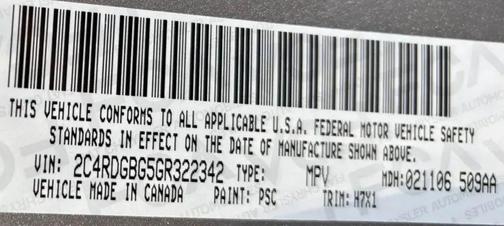 THIS VEHICLE CONFORMS TO ALL APPLICABLE U.S.A. FEDERAL MOTOR VEHICLE SAFETY
STANDARDS IN EFFECT ON THE DATE OF MANUFACTURE SHOWN ABOVE.
VIN: 2C4RDGBG5GR322342 TYPE: MPV MDH:021106 509AA
VEHICLE MADE IN CANADA PAINT: PSC TRIM: H7X1